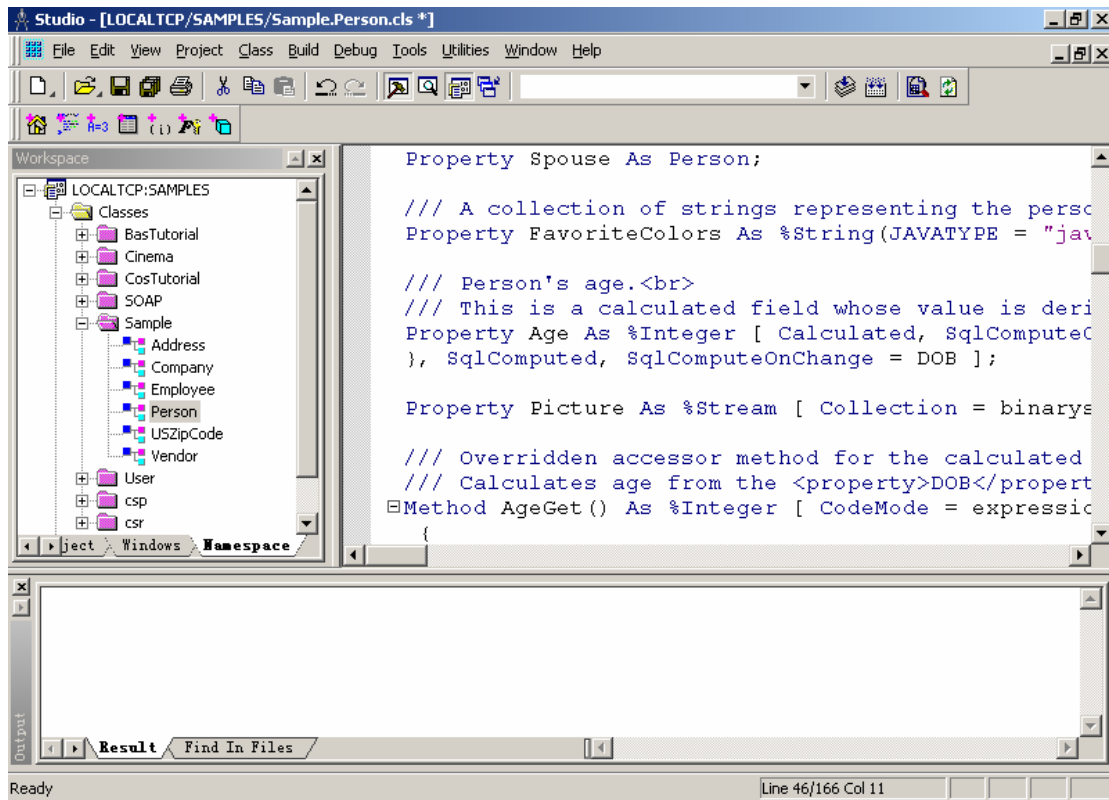 Studio - [LOCALTCP/SAMPLES/Sample.Person.cls *]
File Edit View Project Class Build Debug Tools Utilities Window Help
A=3
(i)
Workspace
LOCALTCP:SAMPLES
Classes
BasTutorial
Cinema
CosTutorial
SOAP
Sample
Address
Company
Employee
Person
USZipCode
Vendor
User
csp
csr
ject Windows Namespace
Property Spouse As Person;
/// A collection of strings representing the perso
Property FavoriteColors As %String(JAVATYPE = "jav
/// Person's age.<br>
/// This is a calculated field whose value is deri
Property Age As %Integer [ Calculated, SqlComputeC
}, SqlComputed, SqlComputeOnChange = DOB ];
Property Picture As %Stream [ Collection = binarys
/// Overridden accessor method for the calculated
/// Calculates age from the <property>DOB</propert
Method AgeGet() As %Integer [ CodeMode = expressio
{
Output
Result Find In Files
Ready
Line 46/166 Col 11